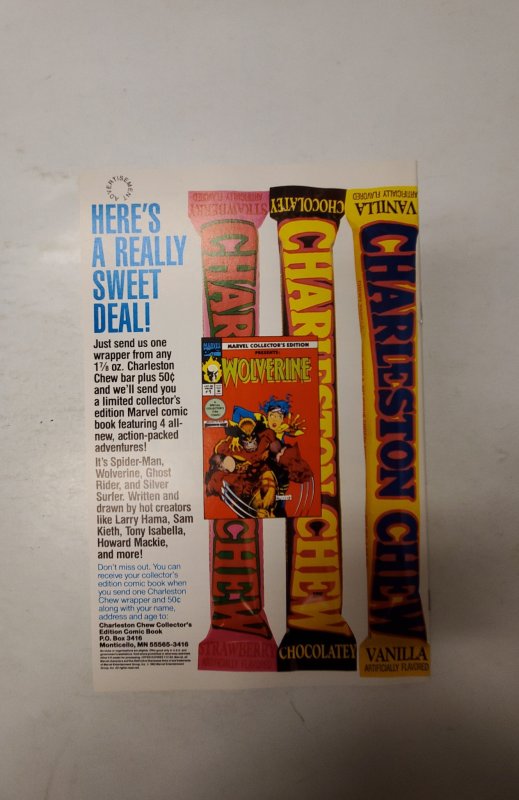 ADVERTISEMENT
HERE'S
A REALLY
SWEET
DEAL!
Just send us one
wrapper from any
1⅞ oz. Charleston
Chew bar plus 50¢
and we'll send you
a limited collector's
edition Marvel comic
book featuring 4 all-
new, action-packed
adventures!
It's Spider-Man,
Wolverine, Ghost
Rider, and Silver
Surfer. Written and
drawn by hot creators
like Larry Hama, Sam
Kieth, Tony Isabella,
Howard Mackie,
and more!
Don't miss out. You can
receive your collector's
edition comic book when
you send one Charleston
Chew wrapper and 50¢
along with your name,
address and age to:
Charleston Chew Collector's
Edition Comic Book
P.O. Box 3416
Monticello, MN 55565-3416
STRAWBERRY
ARTIFICIALLY FLAVORED
CHARLESTON CHEW
STRAWBERRY
ARTIFICIALLY FLAVORED
MARVEL COLLECTOR'S EDITION
PRESENTS:
WOLVERINE
#1
CHOCOLATEY
CHARLESTON CHEW
CHOCOLATEY
VANILLA
ARTIFICIALLY FLAVORED
CHARLESTON CHEW
VANILLA
ARTIFICIALLY FLAVORED